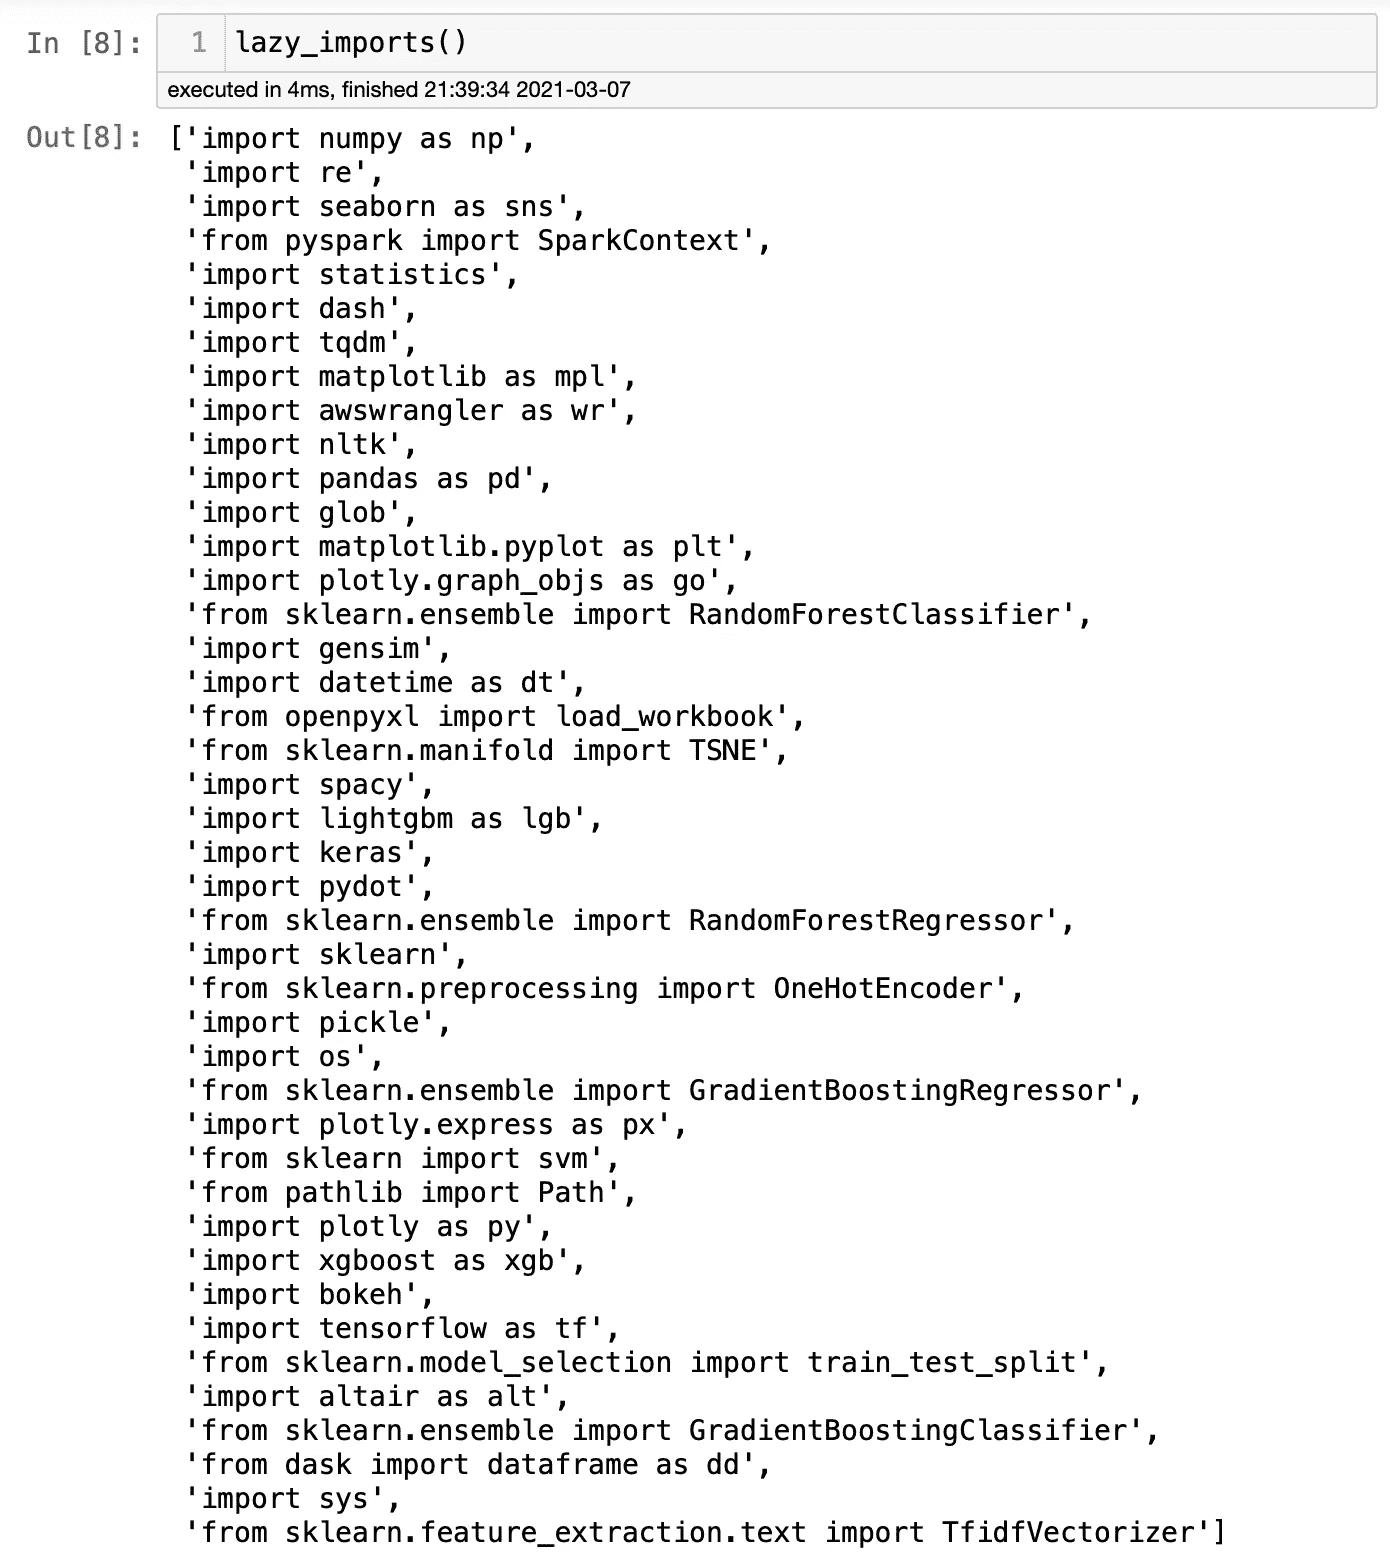 In [8]: 1 lazy_imports()
executed in 4ms, finished 21:39:34 2021-03-07
Out[8]: ['import numpy as np',
'import re',
'import seaborn as sns',
'from pyspark import SparkContext',
'import statistics',
'import dash',
'import tqdm',
'import matplotlib as mpl',
'import awswrangler as wr',
'import nltk',
'import pandas as pd',
'import glob',
'import matplotlib.pyplot as plt',
'import plotly.graph_objs as go',
'from sklearn.ensemble import RandomForestClassifier',
'import gensim',
'import datetime as dt',
'from openpyxl import load_workbook',
'from sklearn.manifold import TSNE',
'import spacy',
'import lightgbm as lgb',
'import keras',
'import pydot',
'from sklearn.ensemble import RandomForestRegressor',
'import sklearn',
'from sklearn.preprocessing import OneHotEncoder',
'import pickle',
'import os',
'from sklearn.ensemble import GradientBoostingRegressor',
'import plotly.express as px',
'from sklearn import svm',
'from pathlib import Path',
'import plotly as py',
'import xgboost as xgb',
'import bokeh',
'import tensorflow as tf',
'from sklearn.model_selection import train_test_split',
'import altair as alt',
'from sklearn.ensemble import GradientBoostingClassifier',
'from dask import dataframe as dd',
'import sys',
'from sklearn.feature_extraction.text import TfidfVectorizer']